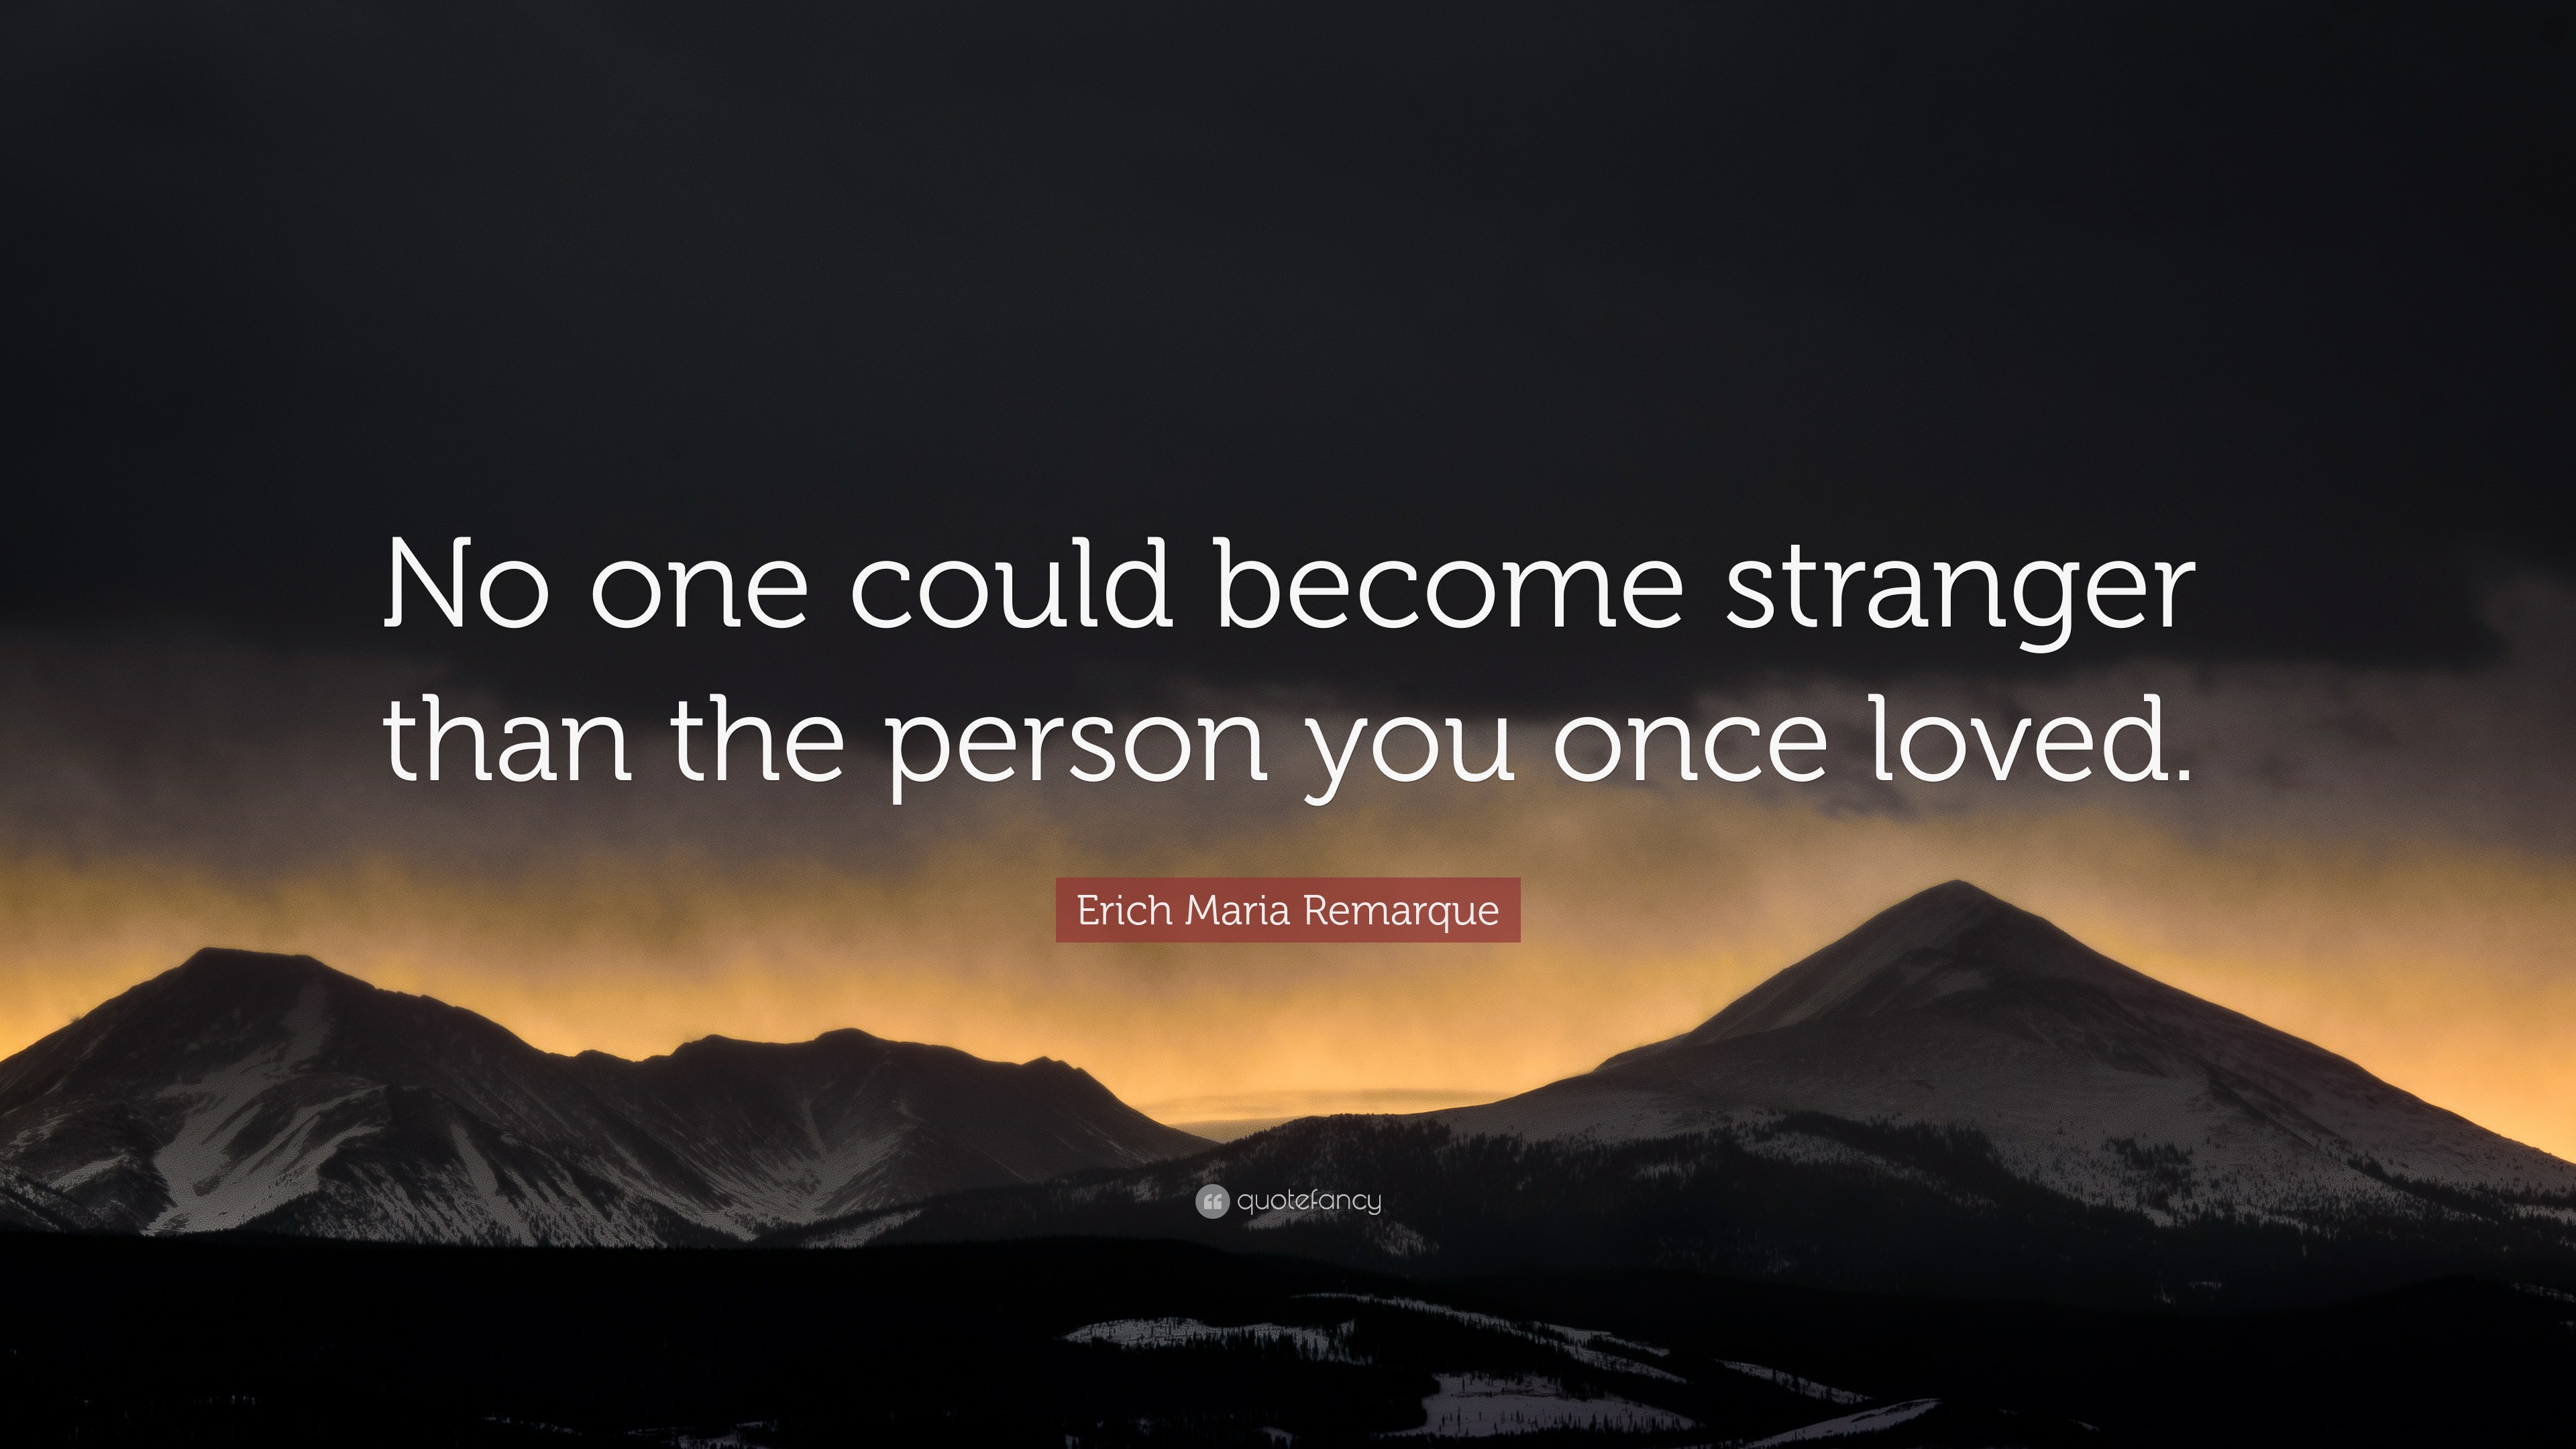 No one could become stranger
than the person you once loved.
Erich Maria Remarque
quotefancy